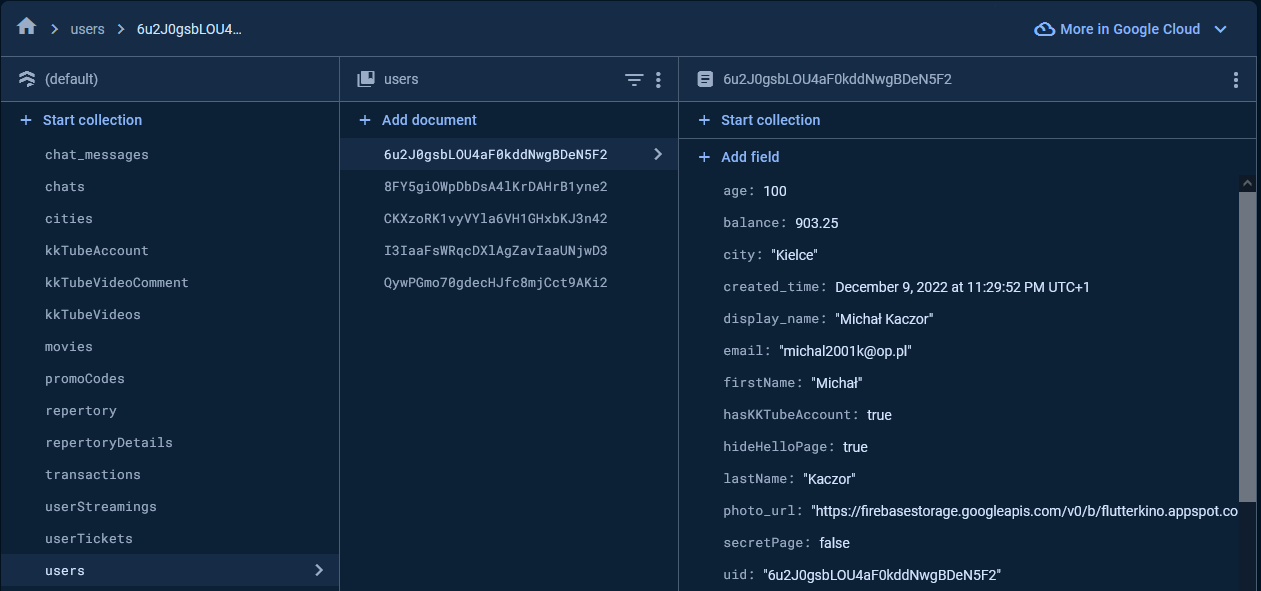 users 6u2J0gsbLOU4... More in Google Cloud
(default)
Start collection
chat_messages
chats
cities
kkTubeAccount
kkTubeVideoComment
kkTubeVideos
movies
promoCodes
repertory
repertoryDetails
transactions
userStreamings
userTickets
users
users
Add document
6u2J0gsbLOU4aF0kddNwgBDeN5F2
8FY5giOWpDbDsA4lKrDAHrB1yne2
CKXzoRK1vyVYla6VH1GHxbKJ3n42
I3IaaFsWRqcDXlAgZavIaaUNjwD3
QywPGmo70gdecHJfc8mjCct9AKi2
6u2J0gsbLOU4aF0kddNwgBDeN5F2
Start collection
Add field
age: 100
balance: 903.25
city: "Kielce"
created_time: December 9, 2022 at 11:29:52 PM UTC+1
display_name: "Michał Kaczor"
email: "michal2001k@op.pl"
firstName: "Michał"
hasKKTubeAccount: true
hideHelloPage: true
lastName: "Kaczor"
photo_url: "https://firebasestorage.googleapis.com/v0/b/flutterkino.appspot.co
secretPage: false
uid: "6u2J0gsbLOU4aF0kddNwgBDeN5F2"